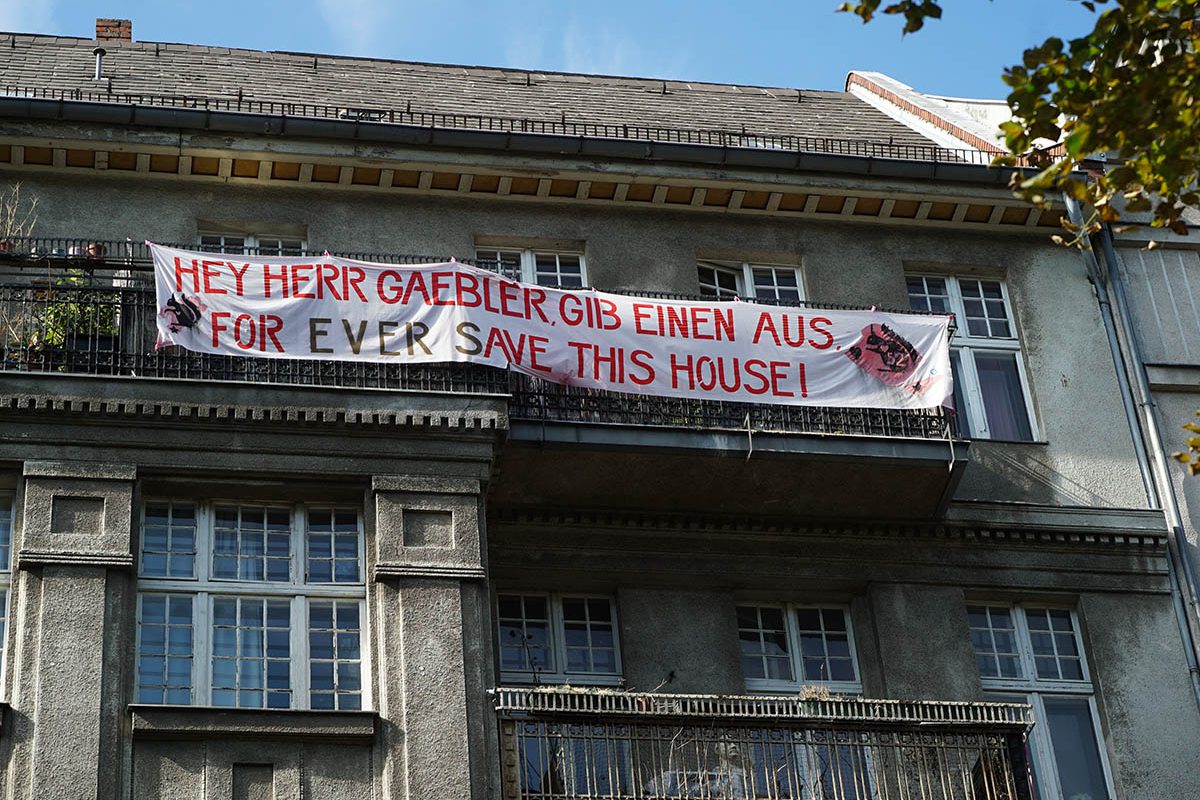 HEY HERR GAEBLER, GIB EINEN AUS.
FOR EVER SAVE THIS HOUSE!